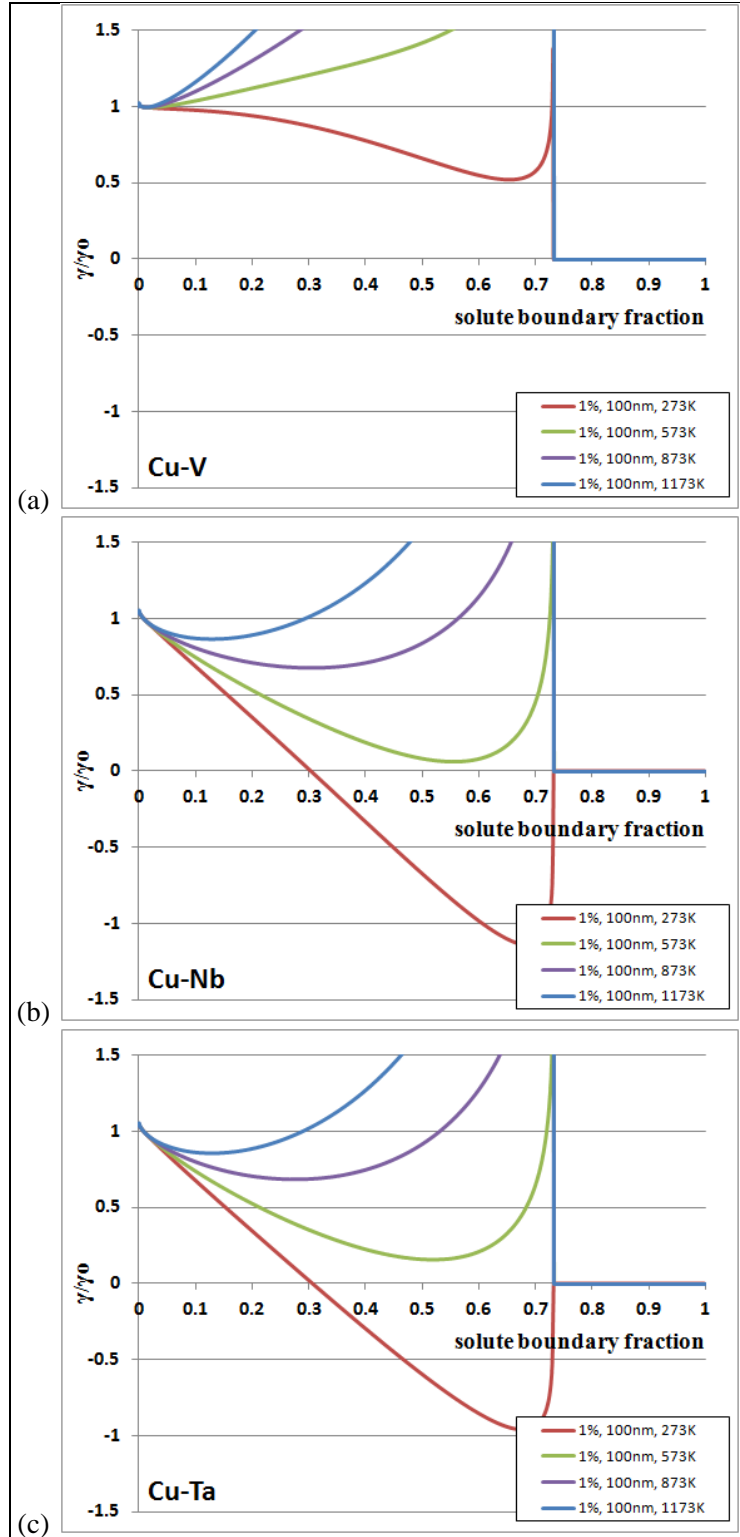 1.5
1
0.5
0
-0.5
-1
-1.5
γ/γo
0 0.1 0.2 0.3 0.4 0.5 0.6 0.7 0.8 0.9 1
solute boundary fraction
1%, 100nm, 273K
1%, 100nm, 573K
1%, 100nm, 873K
1%, 100nm, 1173K
Cu-V
(a)
1.5
1
0.5
0
-0.5
-1
-1.5
γ/γo
0 0.1 0.2 0.3 0.4 0.5 0.6 0.7 0.8 0.9 1
solute boundary fraction
1%, 100nm, 273K
1%, 100nm, 573K
1%, 100nm, 873K
1%, 100nm, 1173K
Cu-Nb
(b)
1.5
1
0.5
0
-0.5
-1
-1.5
γ/γo
0 0.1 0.2 0.3 0.4 0.5 0.6 0.7 0.8 0.9 1
solute boundary fraction
1%, 100nm, 273K
1%, 100nm, 573K
1%, 100nm, 873K
1%, 100nm, 1173K
Cu-Ta
(c)